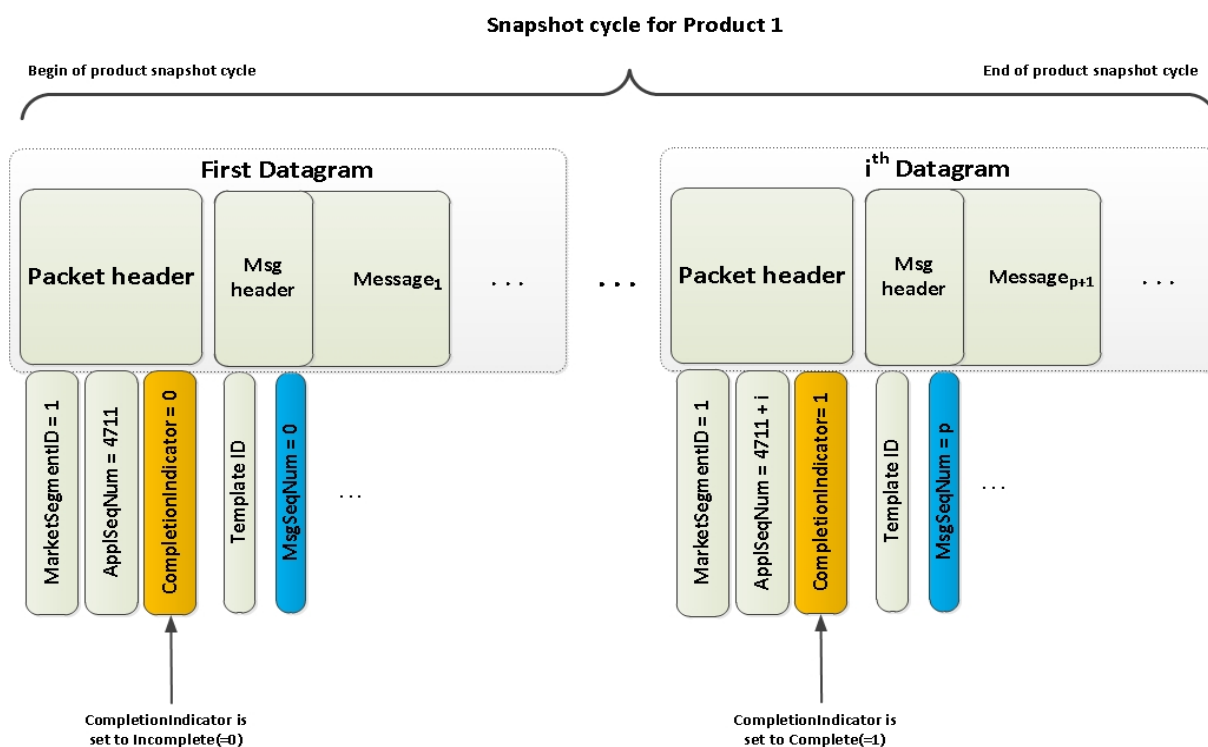 Snapshot cycle for Product 1
Begin of product snapshot cycle
End of product snapshot cycle
First Datagram
Packet header
Msg
header
Message1
. . .
. . .
ith Datagram
Packet header
Msg
header
Messagep+1
. . .
MarketSegmentID = 1
ApplSeqNum = 4711
CompletionIndicator = 0
Template ID
MsgSeqNum = 0
...
MarketSegmentID = 1
ApplSeqNum = 4711 + i
CompletionIndicator= 1
Template ID
MsgSeqNum = p
...
CompletionIndicator is
set to Incomplete(=0)
CompletionIndicator is
set to Complete(=1)